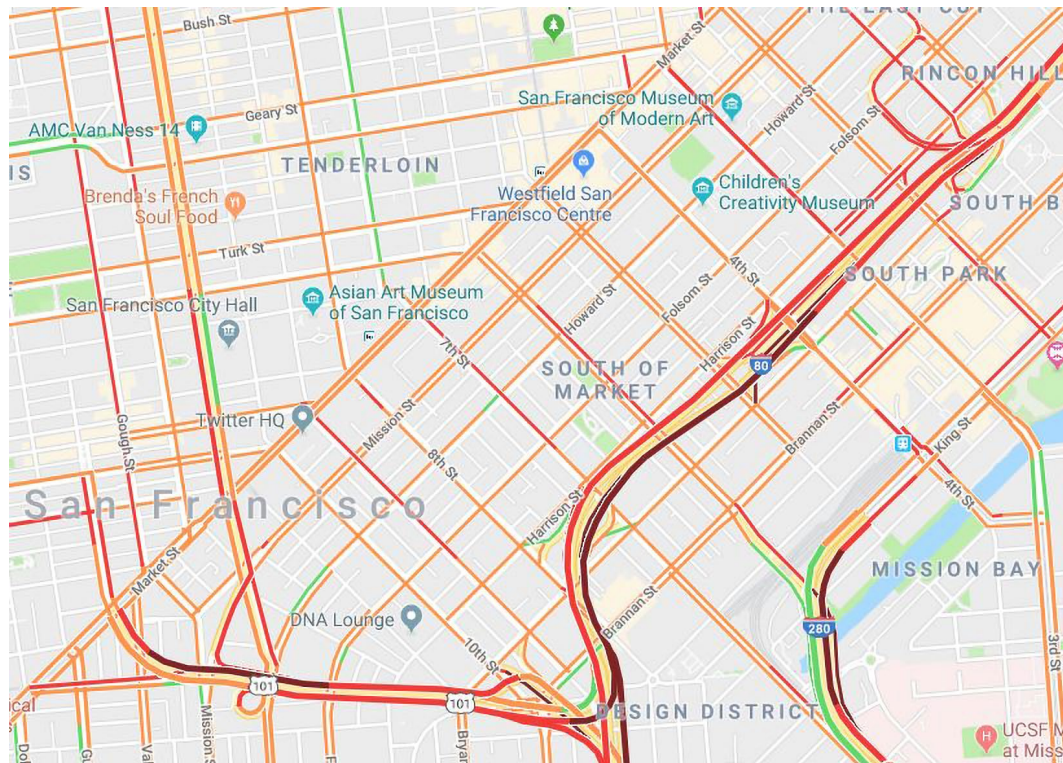 Bush St
Market St
RINCON HILL
San Francisco Museum
of Modern Art
Howard St
Geary St
AMC Van Ness 14
Folsom St
TENDERLOIN
IS
Westfield San
Francisco Centre
Children's
Creativity Museum
Brenda's French
Soul Food
SOUTH B
Turk St
4th St
SOUTH PARK
Asian Art Museum
of San Francisco
San Francisco City Hall
Howard St
Folsom St
Harrison St
7th St
SOUTH OF
MARKET
80
Gough St
Twitter HQ
Mission St
Brannan St
King St
8th St
4th St
San Francisco
Harrison St
Market St
MISSION BAY
DNA Lounge
Brannan St
280
10th St
3rd St
101
101
DESIGN DISTRICT
ical
Mission St
Bryan
UCSF M
at Miss